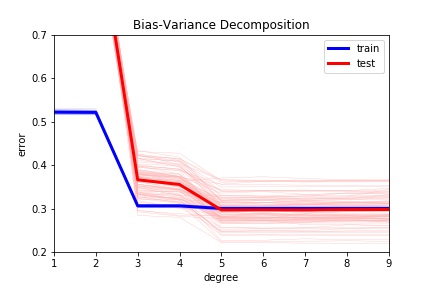 Bias-Variance Decomposition
0.7
0.6
0.5
0.4
0.3
0.2
error
train
test
1 2 3 4 5 6 7 8 9
degree